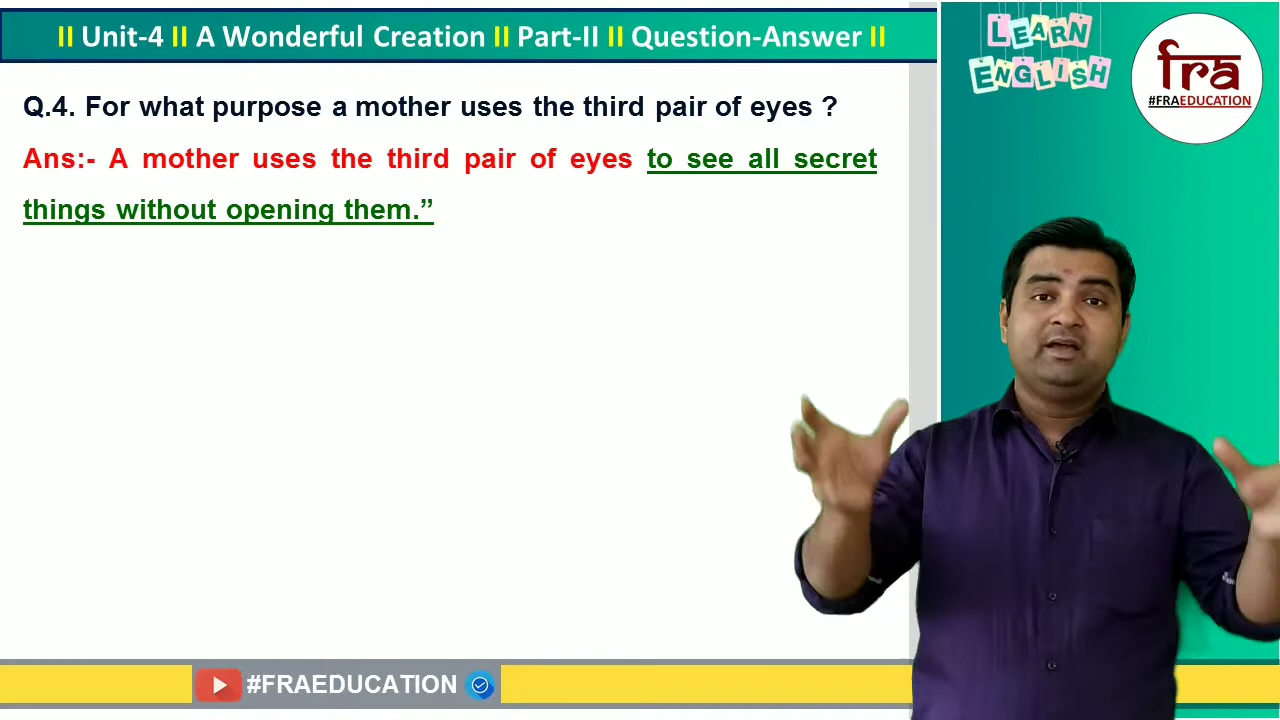 II Unit-4 II A Wonderful Creation II Part-II II Question-Answer II
LEARN
ENGLISH
fra
#FRAEDUCATION
Q.4. For what purpose a mother uses the third pair of eyes ?
Ans:- A mother uses the third pair of eyes to see all secret
things without opening them.”
#FRAEDUCATION